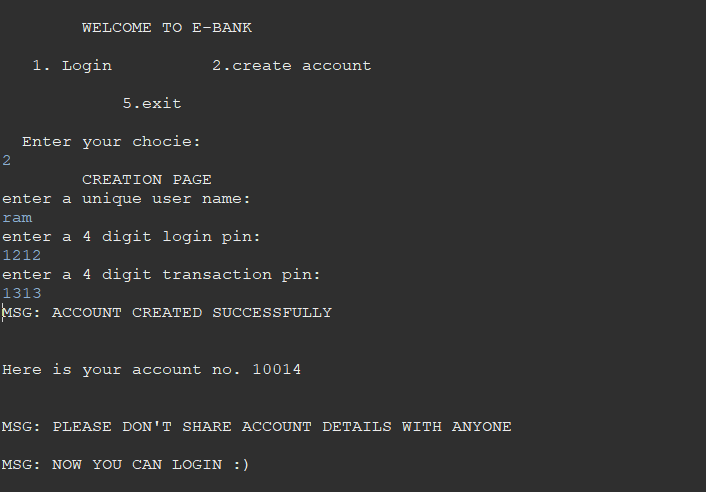 WELCOME TO E-BANK
1. Login 2.create account
5.exit
Enter your chocie:
2
CREATION PAGE
enter a unique user name:
ram
enter a 4 digit login pin:
1212
enter a 4 digit transaction pin:
1313
MSG: ACCOUNT CREATED SUCCESSFULLY
Here is your account no. 10014
MSG: PLEASE DON'T SHARE ACCOUNT DETAILS WITH ANYONE
MSG: NOW YOU CAN LOGIN :)